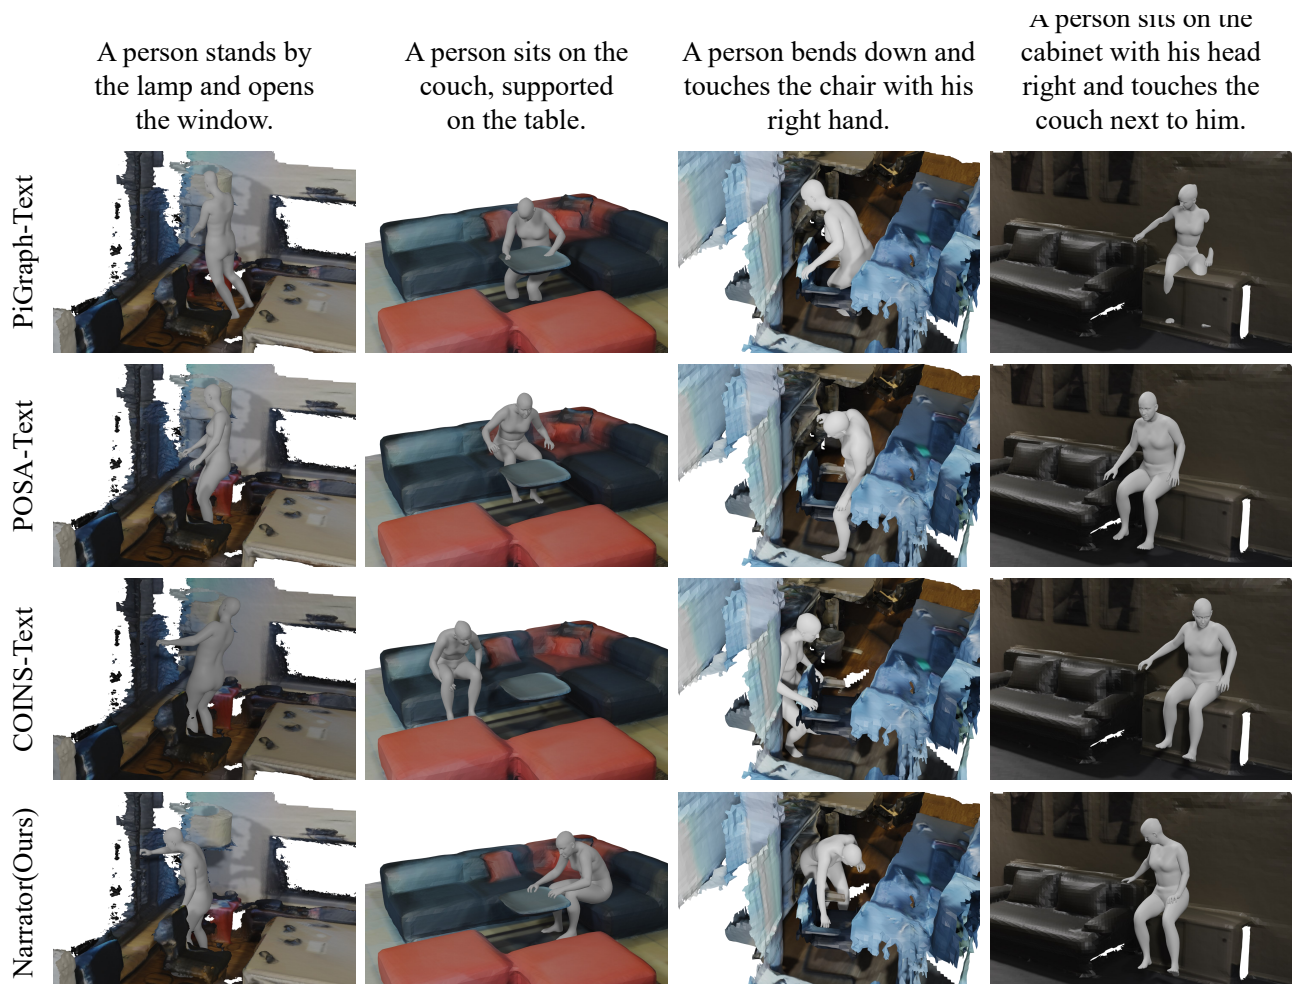 A person stands by
the lamp and opens
the window.
A person sits on the
couch, supported
on the table.
A person bends down and
touches the chair with his
right hand.
A person sits on the
cabinet with his head
right and touches the
couch next to him.
PiGraph-Text
POSA-Text
COINS-Text
Narrator(Ours)